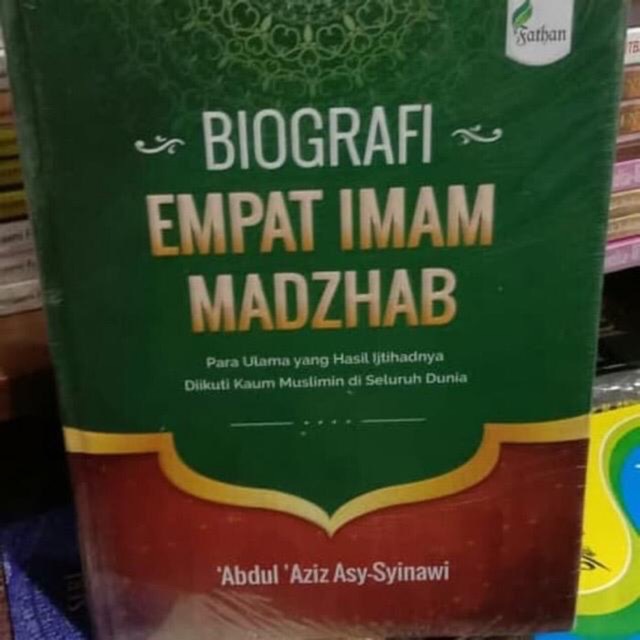 Fathan
BIOGRAFI
EMPAT IMAM
MADZHAB
Para Ulama yang Hasil Ijtihadnya
Diikuti Kaum Muslimin di Seluruh Dunia
'Abdul 'Aziz Asy-Syinawi